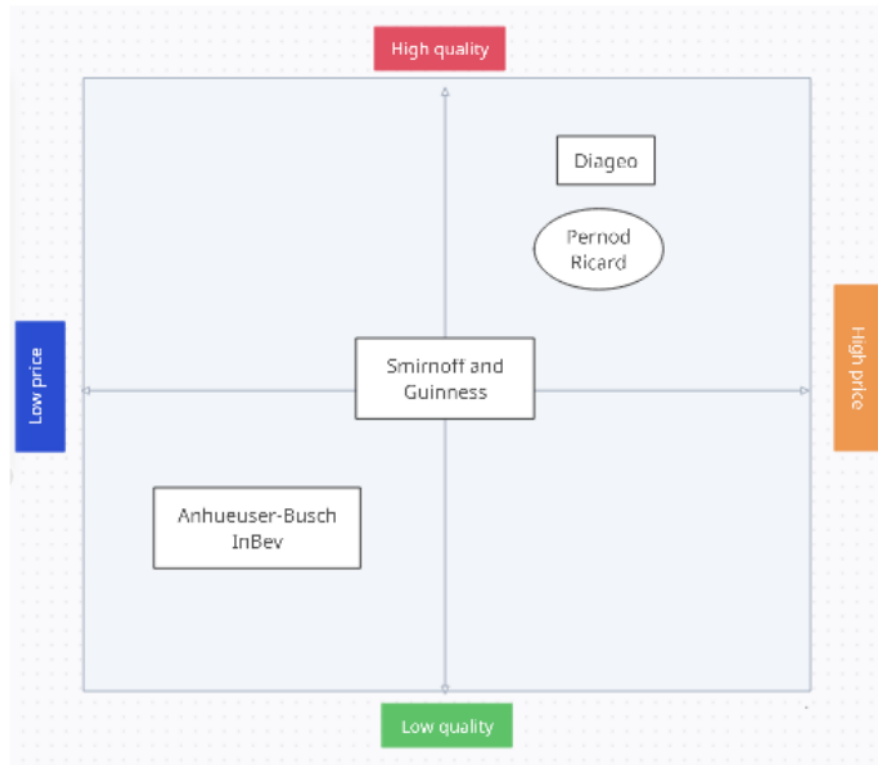 High quality
Diageo
Pernod
Ricard
Low price
High price
Smirnoff and
Guinness
Anhueuser-Busch
InBev
Low quality